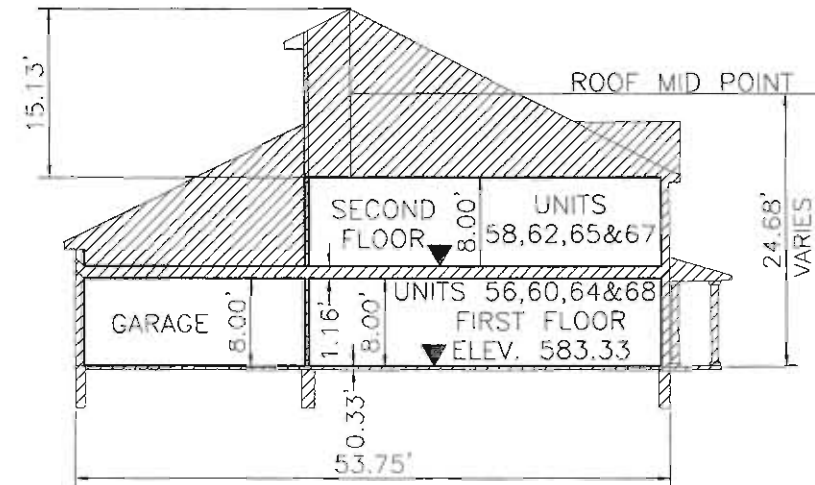 15.13'
ROOF MID POINT
SECOND
FLOOR
8.00'
UNITS
58,62,65&67
24.68'
VARIES
GARAGE
8.00'
1.16'
8.00'
UNITS 56,60,64&68
FIRST FLOOR
ELEV. 583.33
0.33'
53.75'